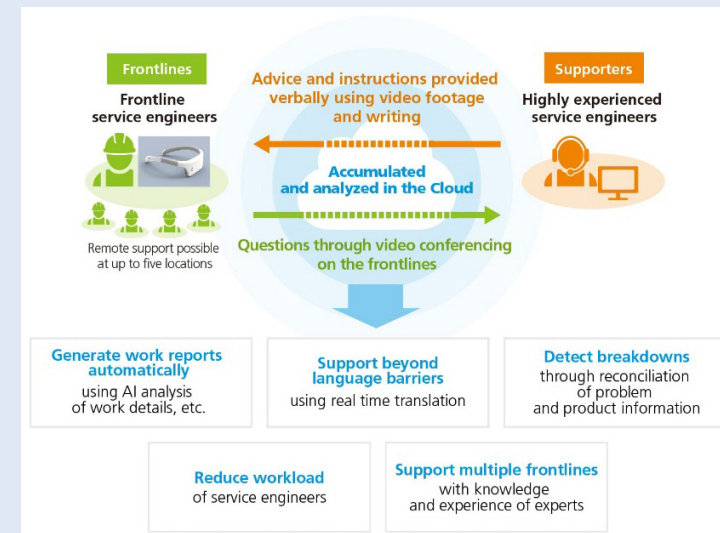 Frontlines
Frontline
service engineers
Remote support possible
at up to five locations
Advice and instructions provided
verbally using video footage
and writing
Accumulated
and analyzed in the Cloud
Questions through video conferencing
on the frontlines
Supporters
Highly experienced
service engineers
Generate work reports
automatically
using AI analysis
of work details, etc.
Support beyond
language barriers
using real time translation
Detect breakdowns
through reconciliation
of problem
and product information
Reduce workload
of service engineers
Support multiple frontlines
with knowledge
and experience of experts